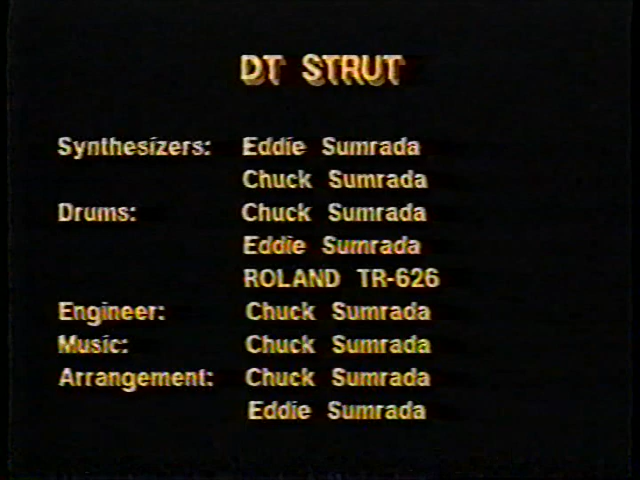 DT STRUT
Synthesizers: Eddie Sumrada
Chuck Sumrada
Drums: Chuck Sumrada
Eddie Sumrada
ROLAND TR-626
Engineer: Chuck Sumrada
Music: Chuck Sumrada
Arrangement: Chuck Sumrada
Eddie Sumrada